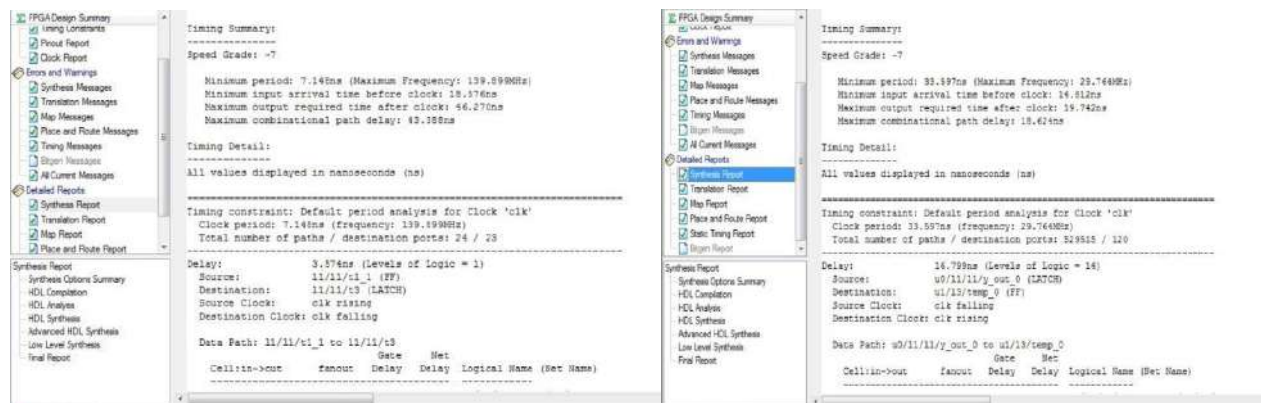 FPGA Design Summary
Timing Constraints
Pinout Report
Clock Report
Errors and Warnings
Synthesis Messages
Translation Messages
Map Messages
Place and Route Messages
Timing Messages
Bitgen Messages
All Current Messages
Detailed Reports
Synthesis Report
Translation Report
Map Report
Place and Route Report
Synthesis Report
Synthesis Options Summary
HDL Compilation
HDL Analysis
HDL Synthesis
Advanced HDL Synthesis
Low Level Synthesis
Final Report
Timing Summary:
---------------
Speed Grade: -7
Minimum period: 7.148ns (Maximum Frequency: 139.899MHz)
Minimum input arrival time before clock: 18.576ns
Maximum output required time after clock: 46.270ns
Maximum combinational path delay: 43.388ns
Timing Detail:
--------------
All values displayed in nanoseconds (ns)
Timing constraint: Default period analysis for Clock 'clk'
Clock period: 7.148ns (frequency: 139.899MHz)
Total number of paths / destination ports: 24 / 23
Delay: 3.574ns (Levels of Logic = 1)
Source: l1/l1/t1_1 (FF)
Destination: l1/l1/t3 (LATCH)
Source Clock: clk rising
Destination Clock: clk falling
Data Path: l1/l1/t1_1 to l1/l1/t3
Gate Net
Cell:in->out fanout Delay Delay Logical Name (Net Name)
FPGA Design Summary
Clock Report
Errors and Warnings
Synthesis Messages
Translation Messages
Map Messages
Place and Route Messages
Timing Messages
Bitgen Messages
All Current Messages
Detailed Reports
Synthesis Report
Translation Report
Map Report
Place and Route Report
Static Timing Report
Bitgen Report
Synthesis Report
Synthesis Options Summary
HDL Compilation
HDL Analysis
HDL Synthesis
Advanced HDL Synthesis
Low Level Synthesis
Final Report
Timing Summary:
---------------
Speed Grade: -7
Minimum period: 33.597ns (Maximum Frequency: 29.764MHz)
Minimum input arrival time before clock: 14.812ns
Maximum output required time after clock: 19.742ns
Maximum combinational path delay: 18.624ns
Timing Detail:
--------------
All values displayed in nanoseconds (ns)
Timing constraint: Default period analysis for Clock 'clk'
Clock period: 33.597ns (frequency: 29.764MHz)
Total number of paths / destination ports: 529515 / 120
Delay: 16.799ns (Levels of Logic = 14)
Source: u0/l1/l1/y_out_0 (LATCH)
Destination: u1/l3/temp_0 (FF)
Source Clock: clk falling
Destination Clock: clk rising
Data Path: u0/l1/l1/y_out_0 to u1/l3/temp_0
Gate Net
Cell:in->out fanout Delay Delay Logical Name (Net Name)